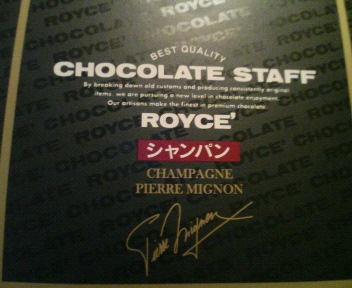 BEST QUALITY
CHOCOLATE STAFF
By breaking down old customs and producing consistently original
items, we are pursuing a new level in chocolate enjoyment.
Our artisans make the finest in premium chocolate.
ROYCE'
シャンパン
CHAMPAGNE
PIERRE MIGNON
Pierre Mignon